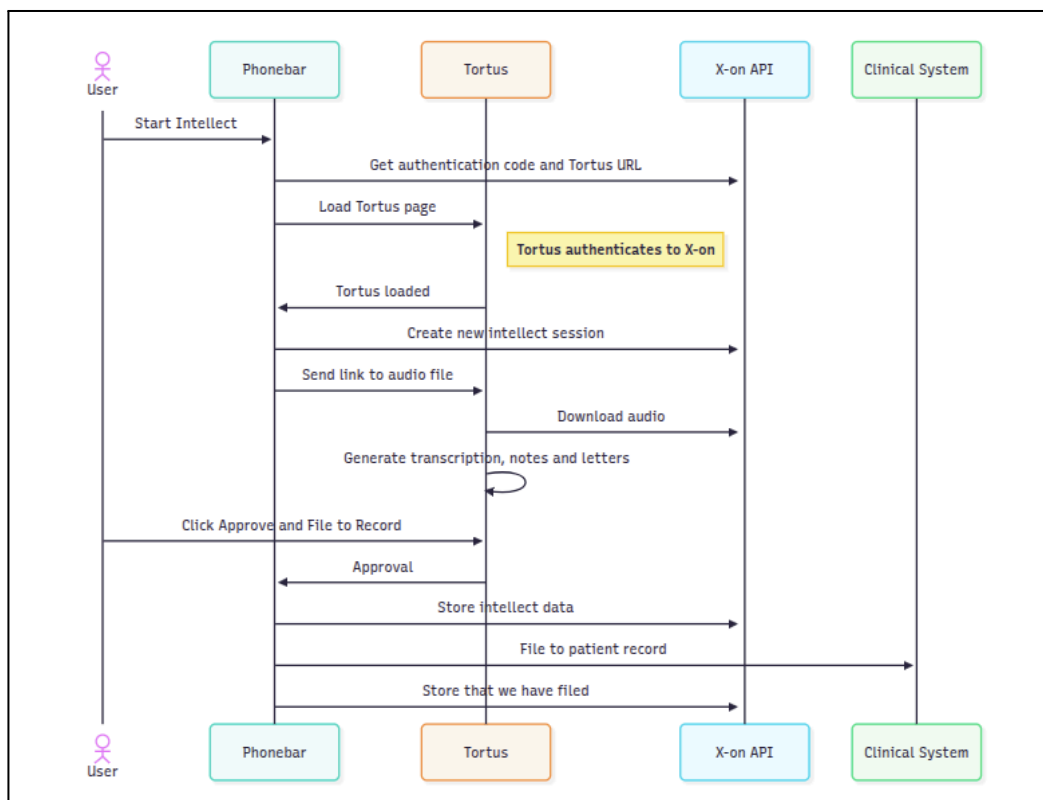 User
Phonebar
Tortus
X-on API
Clinical System
Start Intellect
Get authentication code and Tortus URL
Load Tortus page
Tortus authenticates to X-on
Tortus loaded
Create new intellect session
Send link to audio file
Download audio
Generate transcription, notes and letters
Click Approve and File to Record
Approval
Store intellect data
File to patient record
Store that we have filed
User
Phonebar
Tortus
X-on API
Clinical System